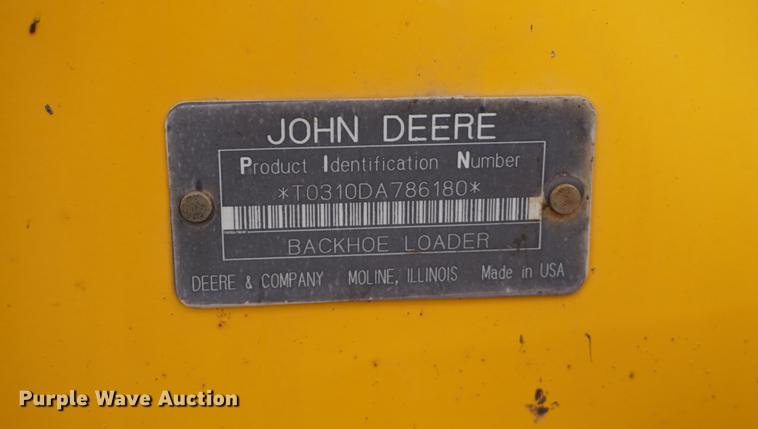 JOHN DEERE
Product Identification Number
*T0310DA786180*
BACKHOE LOADER
DEERE & COMPANY MOLINE, ILLINOIS Made in USA
Purple Wave Auction